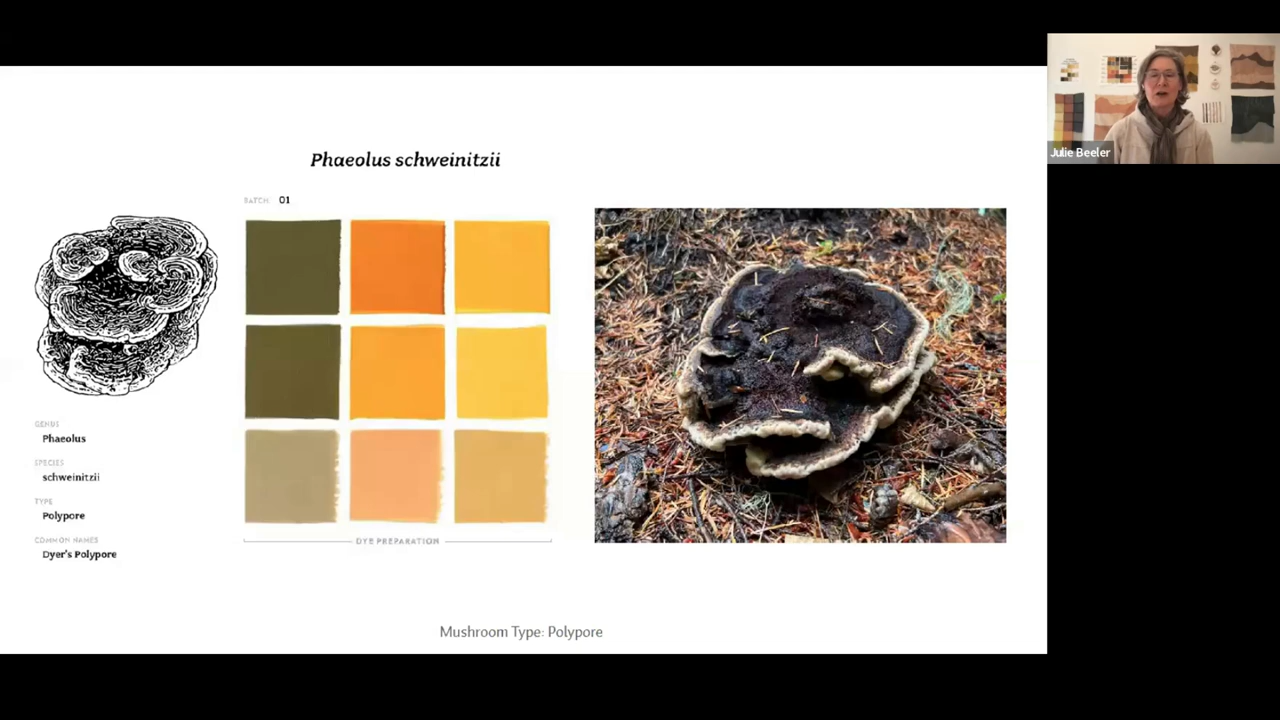 Phaeolus schweinitzii
BATCH 01
GENUS
Phaeolus
SPECIES
schweinitzii
TYPE
Polypore
COMMON NAMES
Dyer's Polypore
DYE PREPARATION
Mushroom Type: Polypore
Julie Beeler